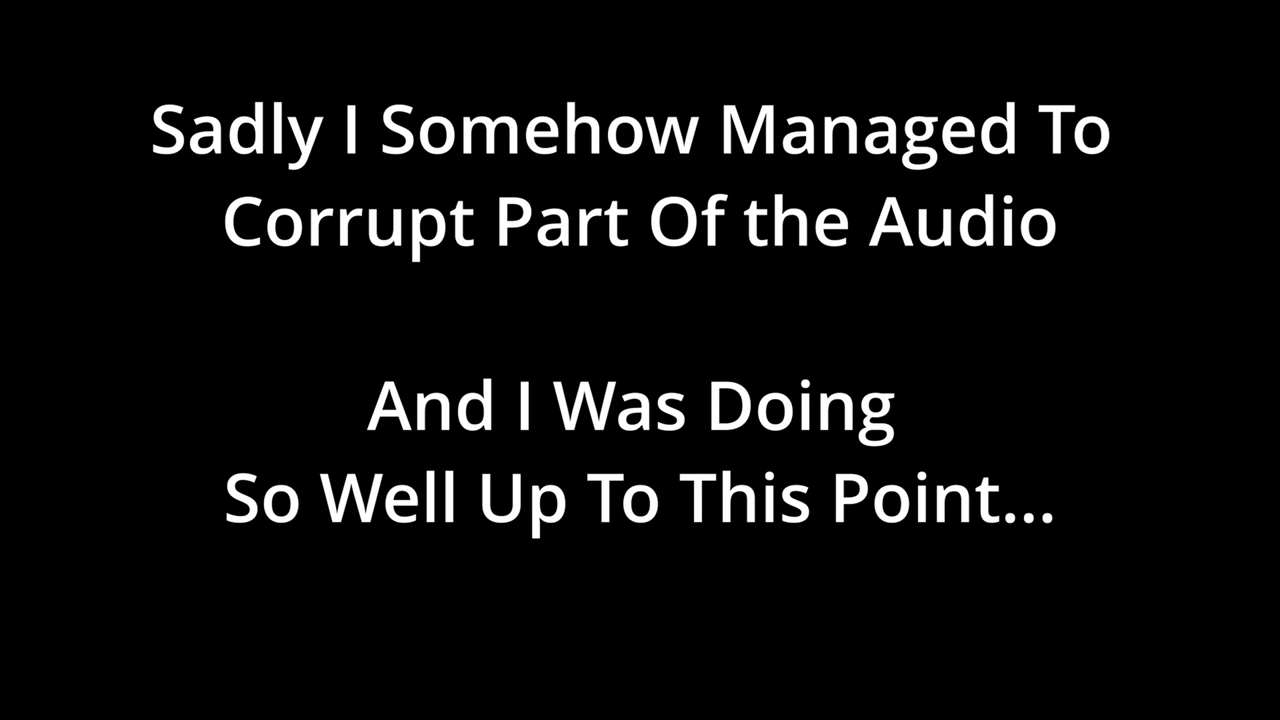 Sadly I Somehow Managed To
Corrupt Part Of the Audio
And I Was Doing
So Well Up To This Point...